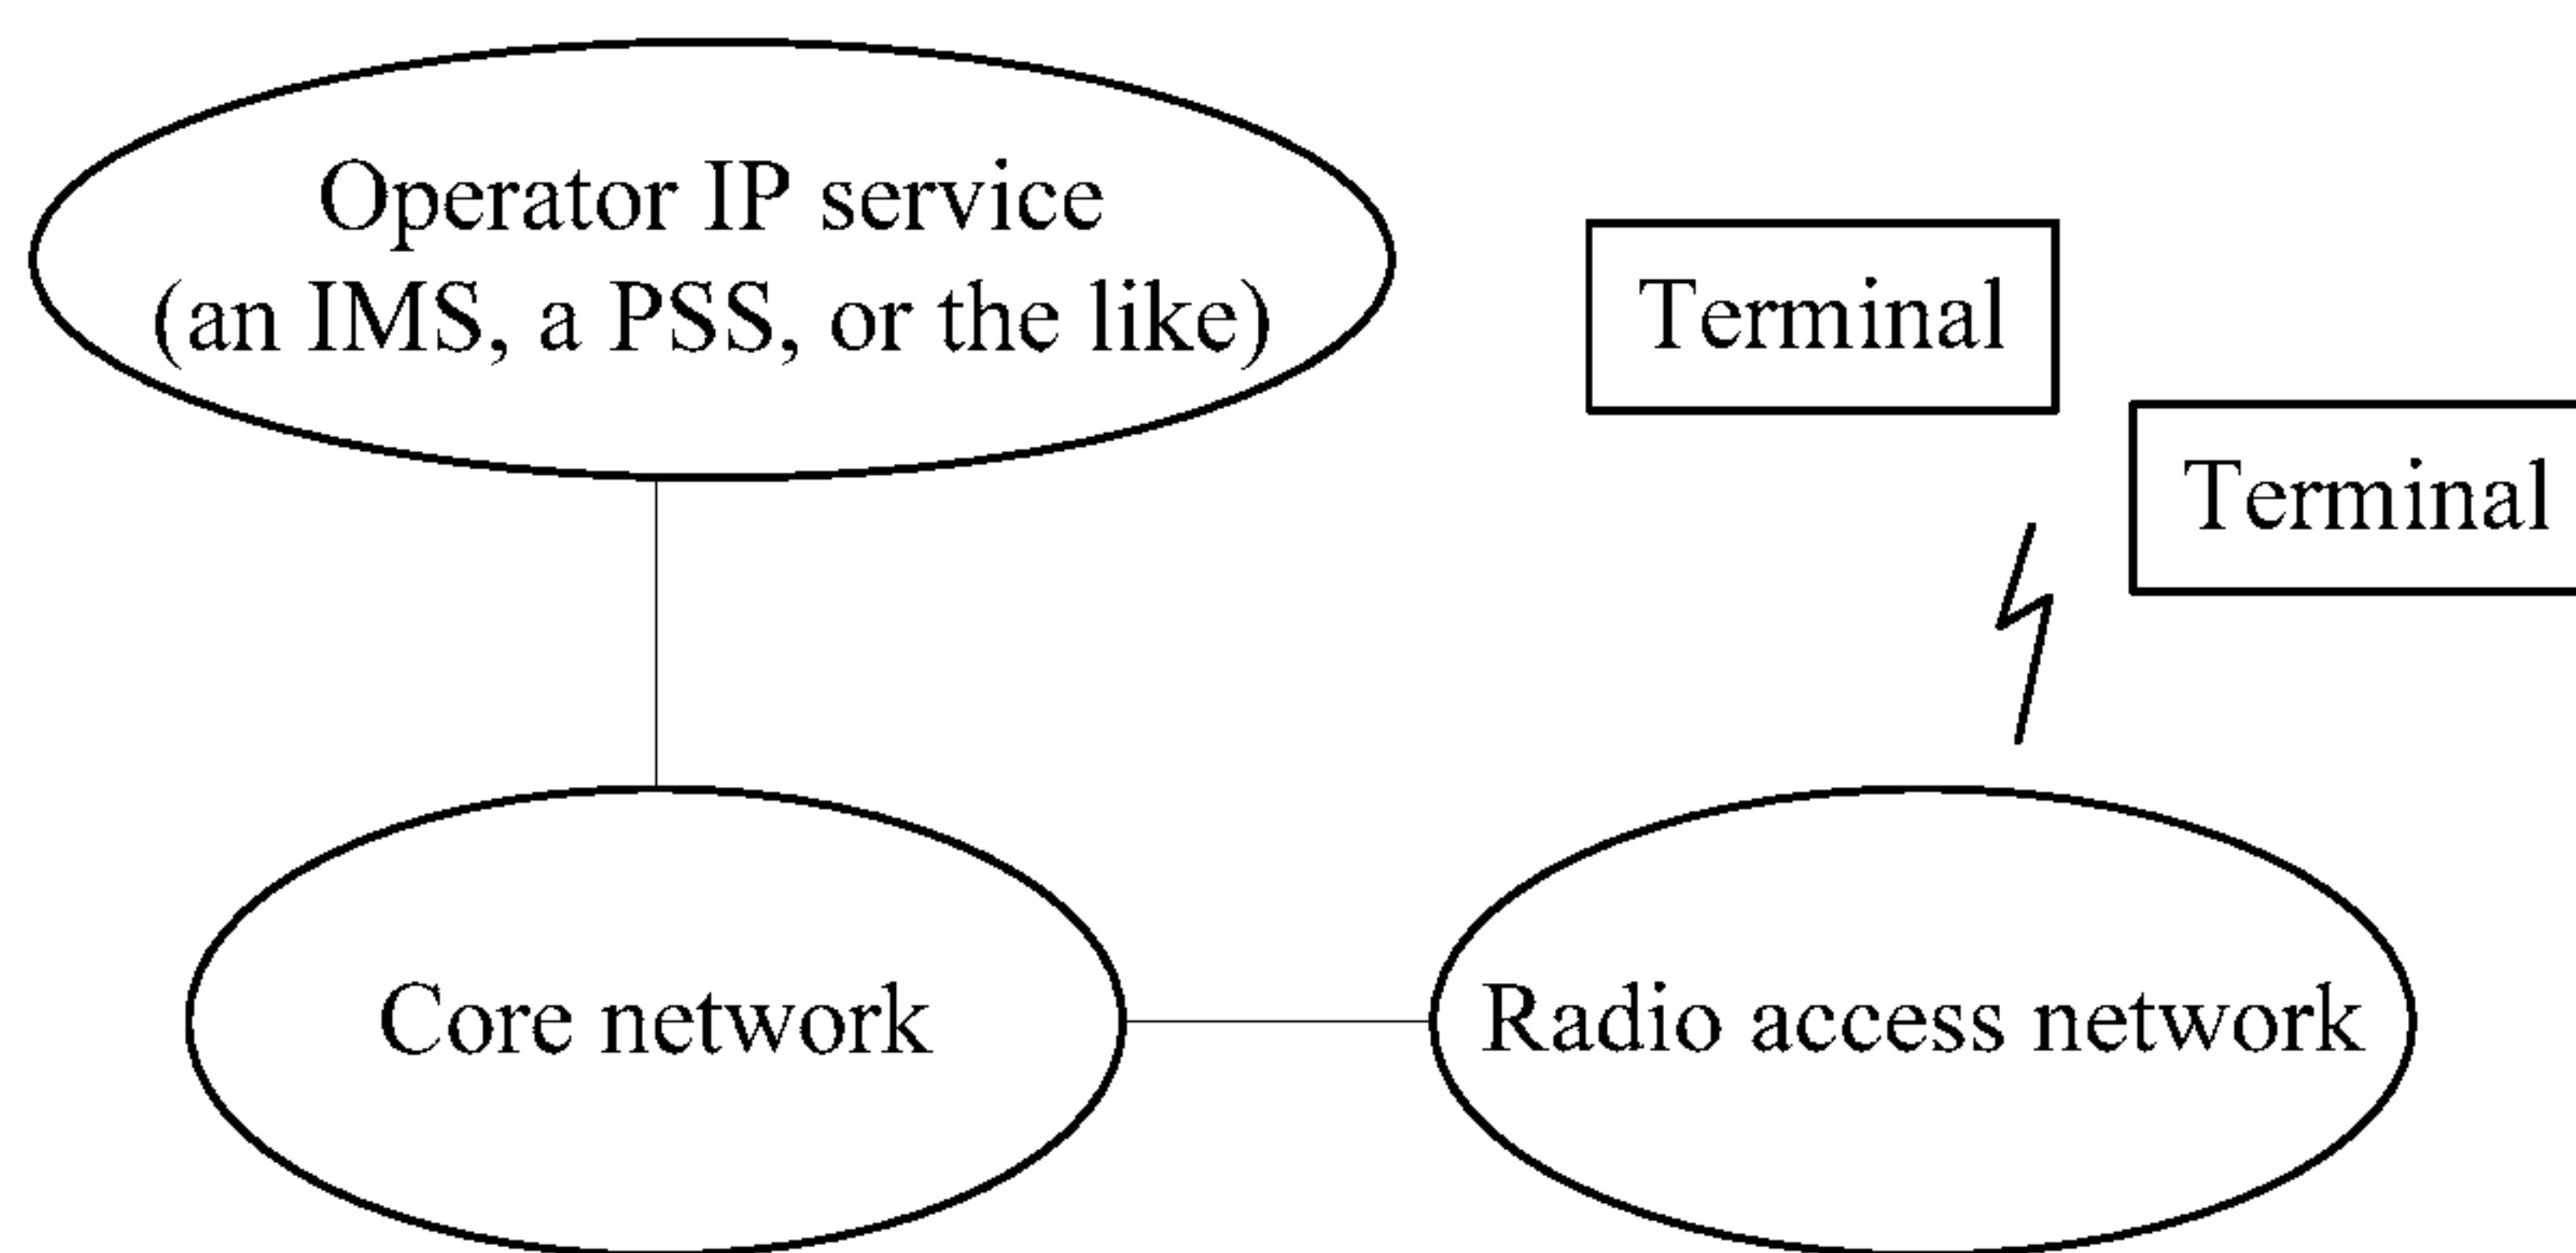 Operator IP service
(an IMS, a PSS, or the like)
Terminal
Terminal
Core network
Radio access network